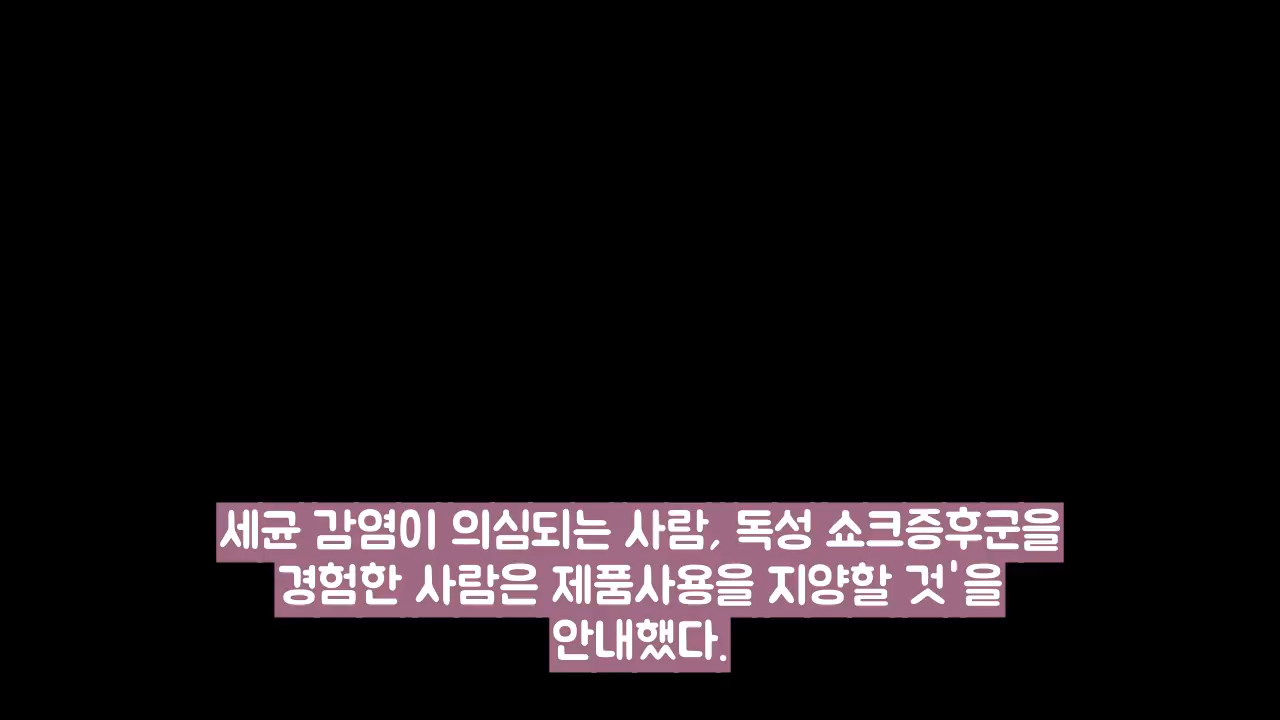 세균 감염이 의심되는 사람, 독성 쇼크증후군을
경험한 사람은 제품사용을 지양할 것'을
안내했다.